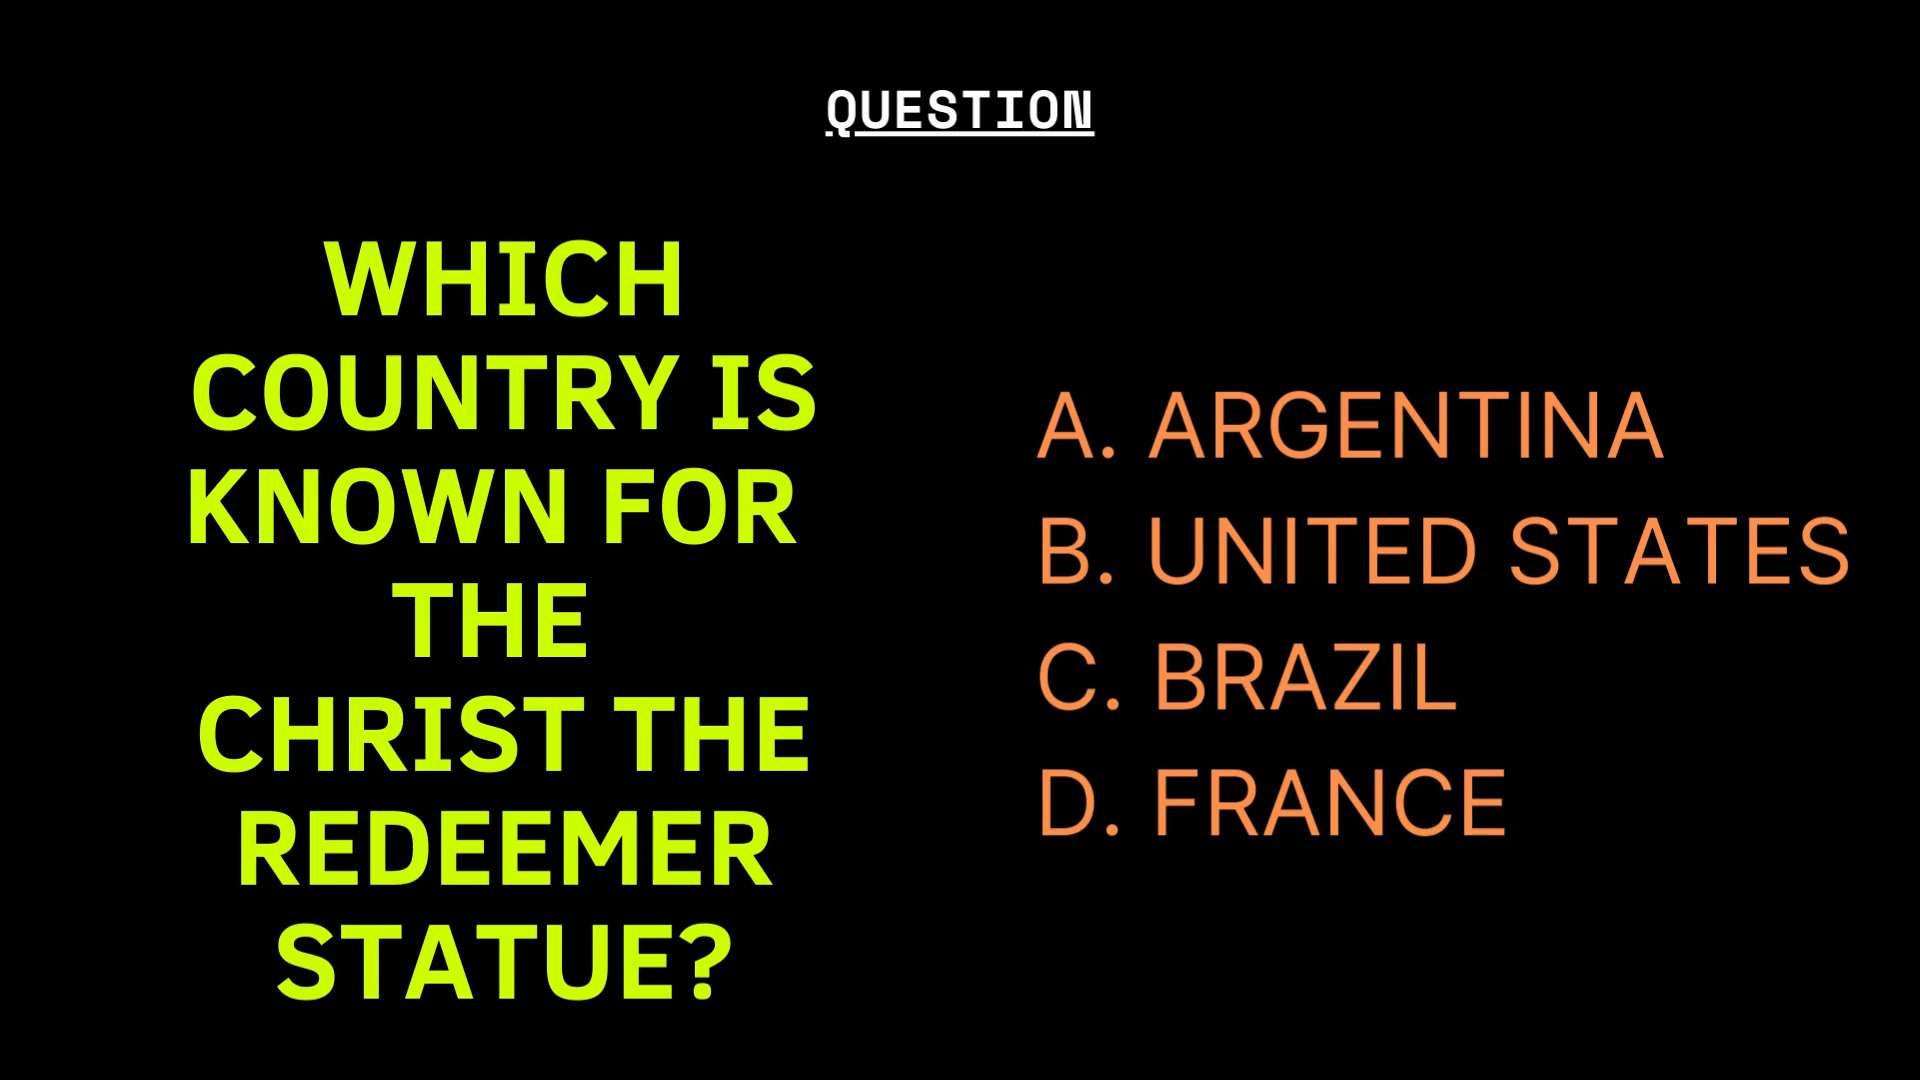 QUESTION
WHICH
COUNTRY IS
KNOWN FOR
THE
CHRIST THE
REDEEMER
STATUE?
A. ARGENTINA
B. UNITED STATES
C. BRAZIL
D. FRANCE